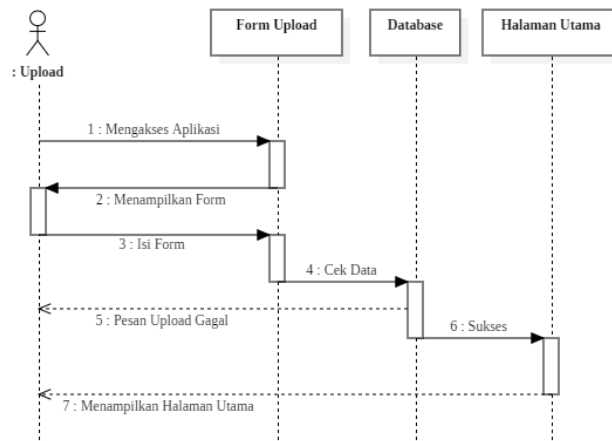 Form Upload
Database
Halaman Utama
: Upload
1 : Mengakses Aplikasi
2 : Menampilkan Form
3 : Isi Form
4 : Cek Data
5 : Pesan Upload Gagal
6 : Sukses
7 : Menampilkan Halaman Utama